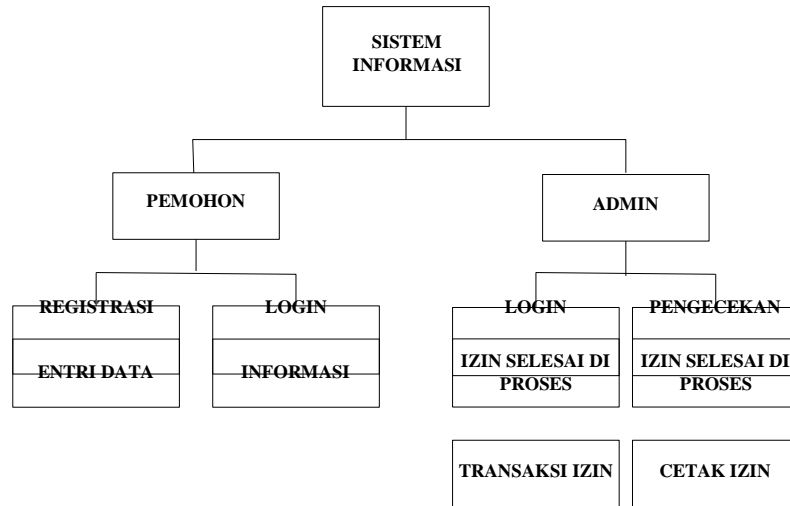 SISTEM
INFORMASI
PEMOHON
ADMIN
REGISTRASI
LOGIN
LOGIN
PENGECEKAN
ENTRI DATA
INFORMASI
IZIN SELESAI DI
PROSES
IZIN SELESAI DI
PROSES
TRANSAKSI IZIN
CETAK IZIN